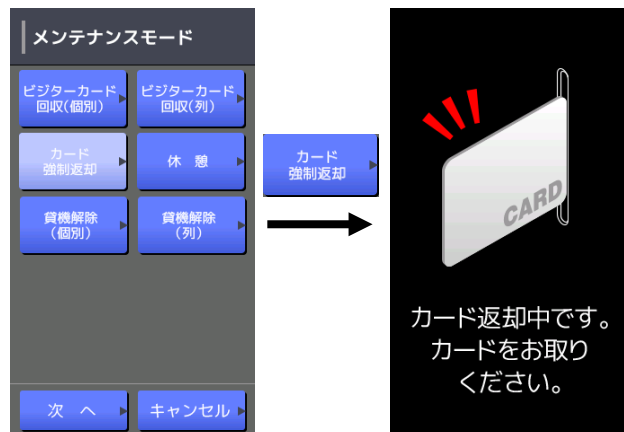 メンテナンスモード
ビジターカード
回収(個別)
ビジターカード
回収(列)
カード
強制返却
休 憩
貸機解除
(個別)
貸機解除
(列)
次 へ
キャンセル
カード
強制返却
CARD
カード返却中です。
カードをお取り
ください。